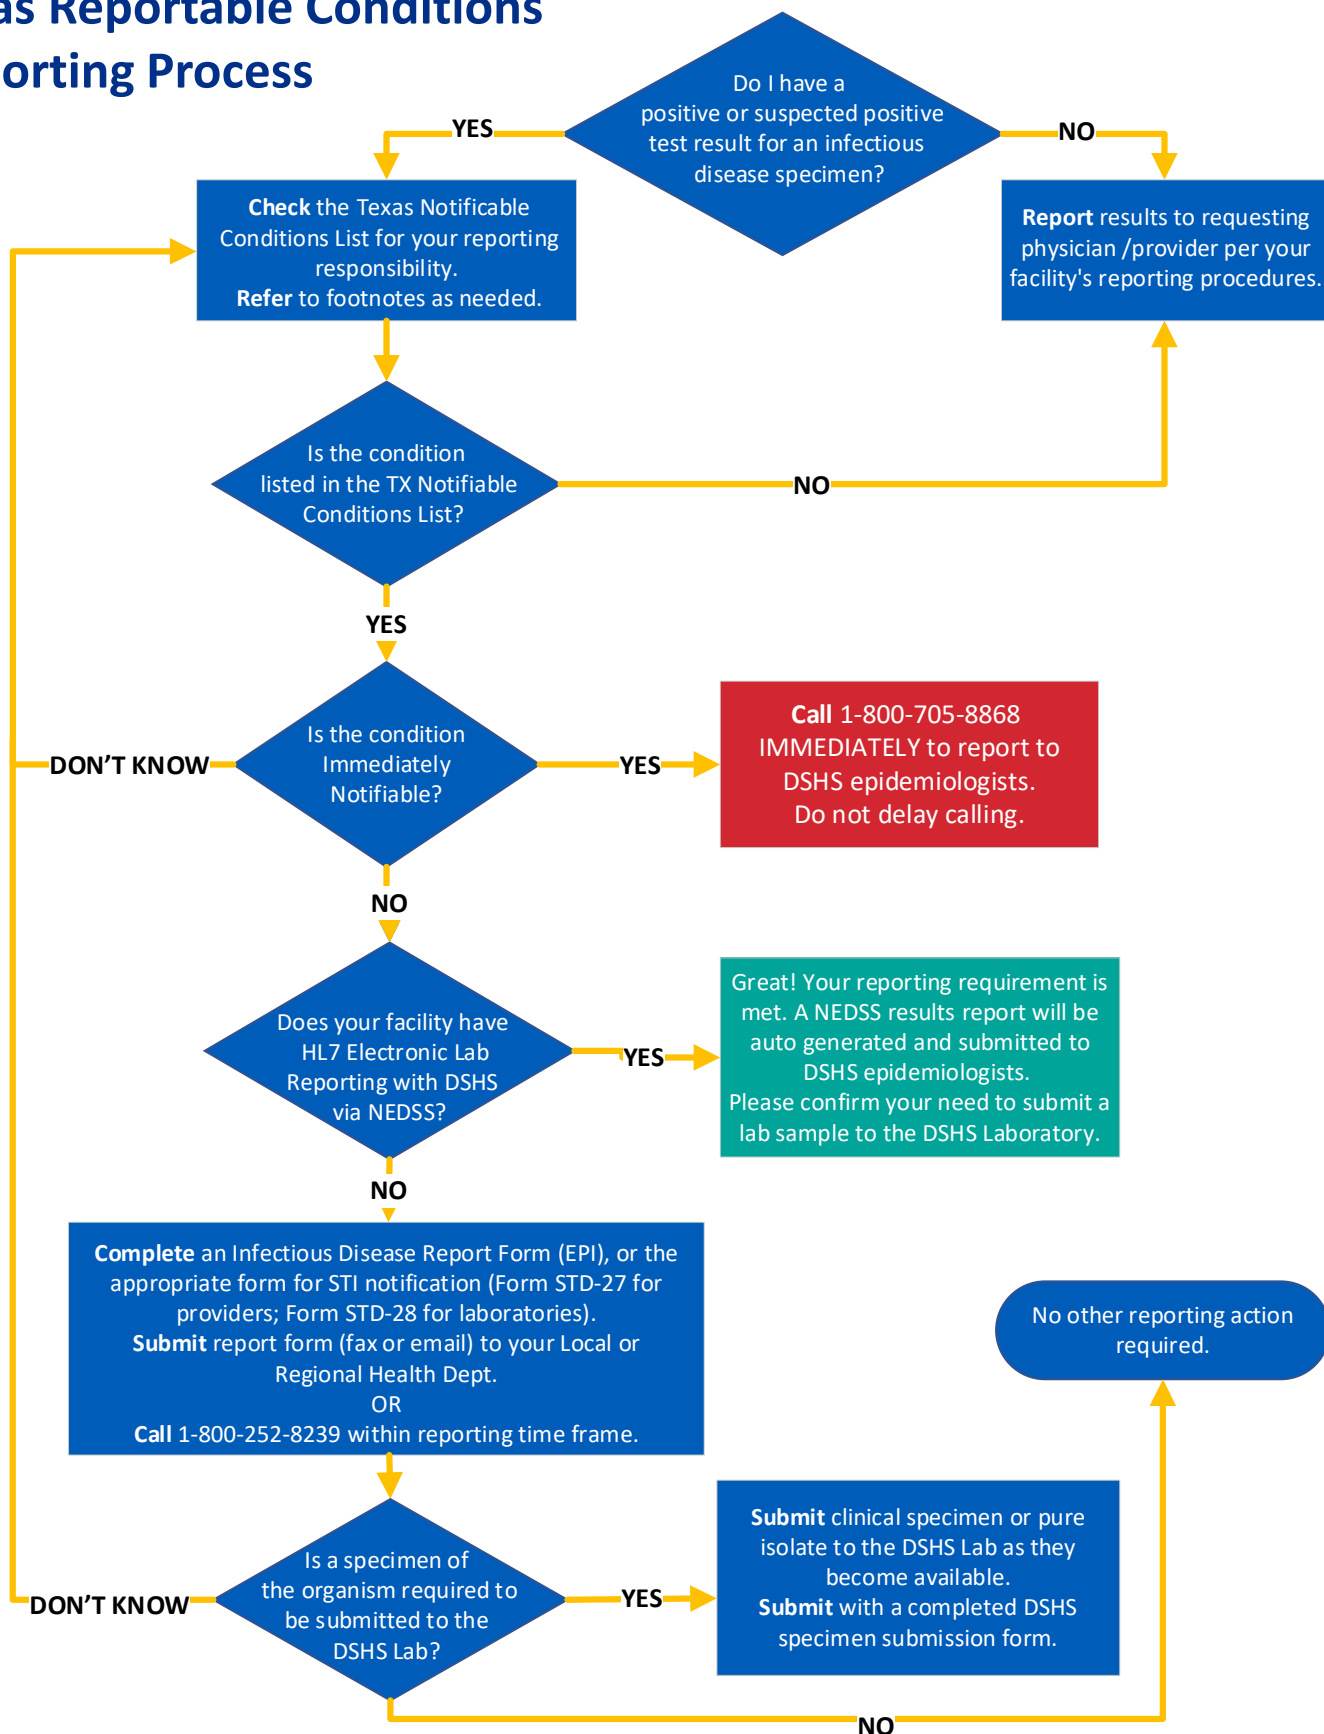 as Reportable Conditions
orting Process
Do I have a
positive or suspected positive
test result for an infectious
disease specimen?
YES
NO
Check the Texas Notificable
Conditions List for your reporting
responsibility.
Refer to footnotes as needed.
Report results to requesting
physician /provider per your
facility's reporting procedures.
Is the condition
listed in the TX Notifiable
Conditions List?
NO
YES
Is the condition
Immediately
Notifiable?
DON'T KNOW
YES
Call 1-800-705-8868
IMMEDIATELY to report to
DSHS epidemiologists.
Do not delay calling.
NO
Does your facility have
HL7 Electronic Lab
Reporting with DSHS
via NEDSS?
YES
Great! Your reporting requirement is
met. A NEDSS results report will be
auto generated and submitted to
DSHS epidemiologists.
Please confirm your need to submit a
lab sample to the DSHS Laboratory.
NO
Complete an Infectious Disease Report Form (EPI), or the
appropriate form for STI notification (Form STD-27 for
providers; Form STD-28 for laboratories).
Submit report form (fax or email) to your Local or
Regional Health Dept.
OR
Call 1-800-252-8239 within reporting time frame.
No other reporting action
required.
Is a specimen of
the organism required to
be submitted to the
DSHS Lab?
DON'T KNOW
YES
Submit clinical specimen or pure
isolate to the DSHS Lab as they
become available.
Submit with a completed DSHS
specimen submission form.
NO